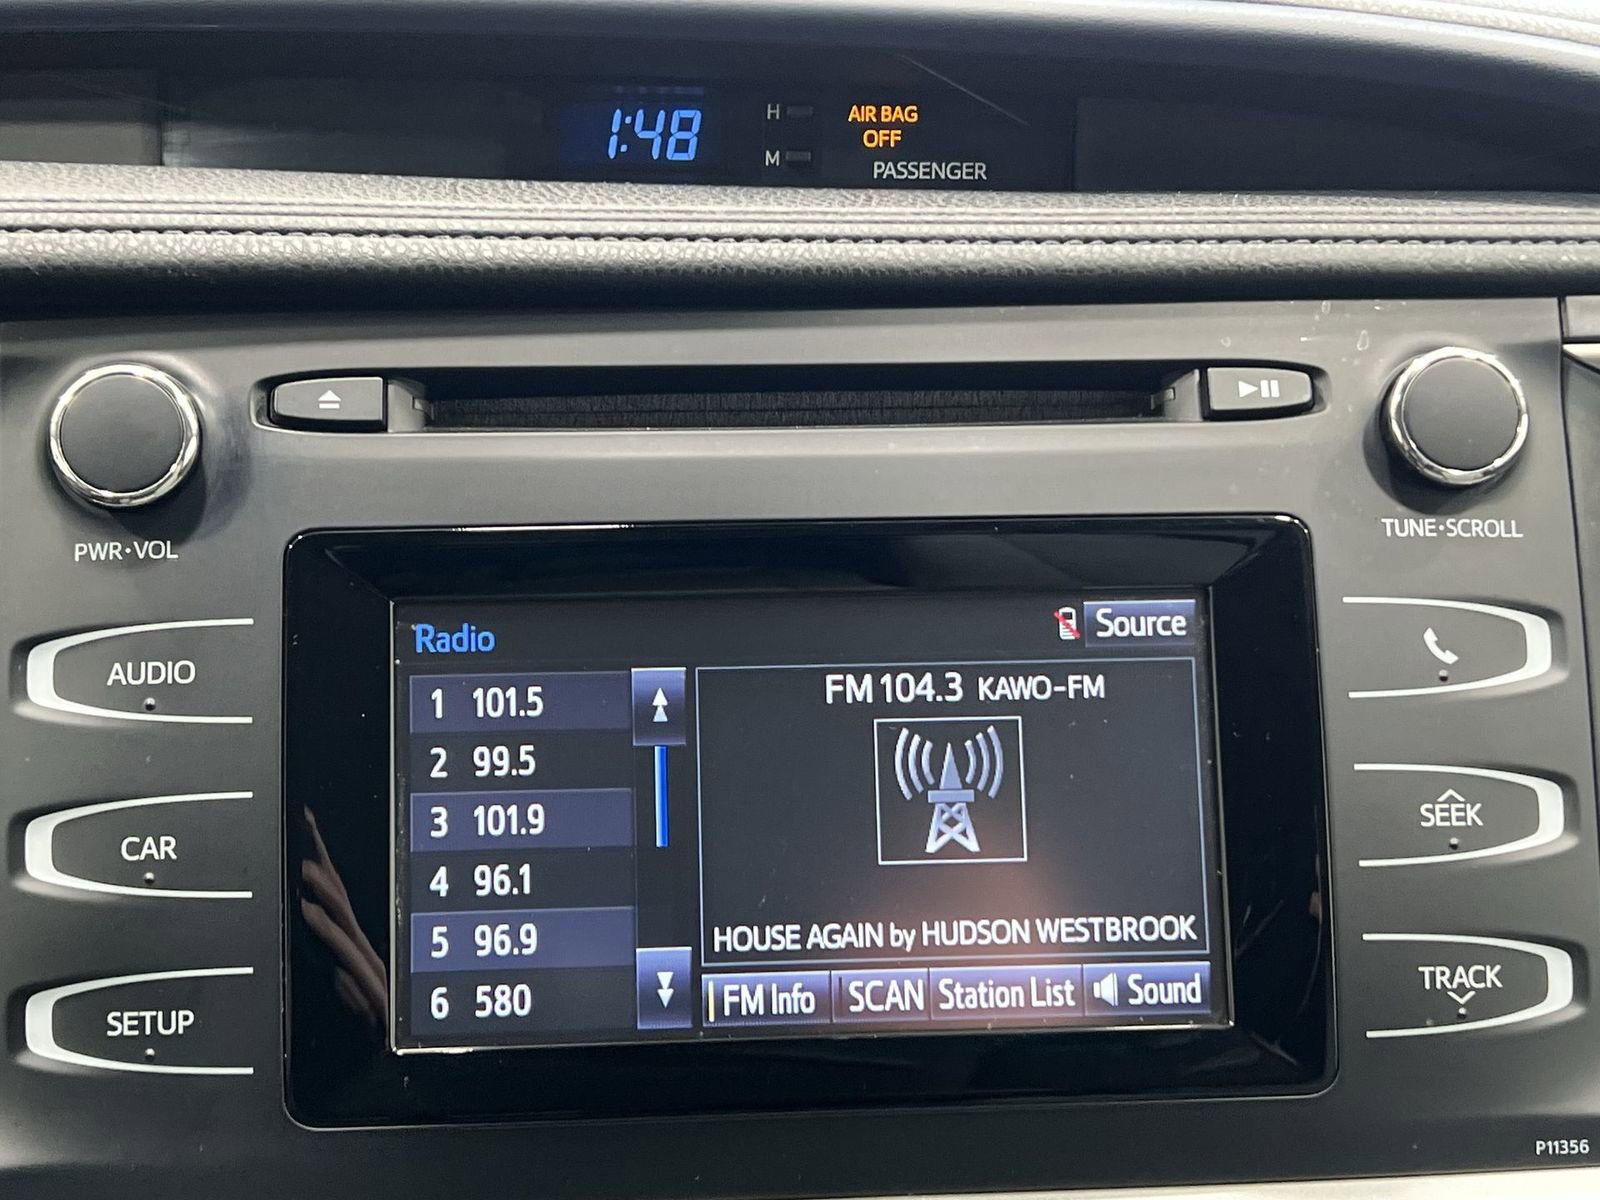 1:48
H
AIR BAG
OFF
M
PASSENGER
PWR·VOL
TUNE·SCROLL
AUDIO
CAR
SETUP
Radio
Source
1 101.5
2 99.5
3 101.9
4 96.1
5 96.9
6 580
FM 104.3 KAWO-FM
HOUSE AGAIN by HUDSON WESTBROOK
FM Info
SCAN
Station List
Sound
SEEK
TRACK
P11356